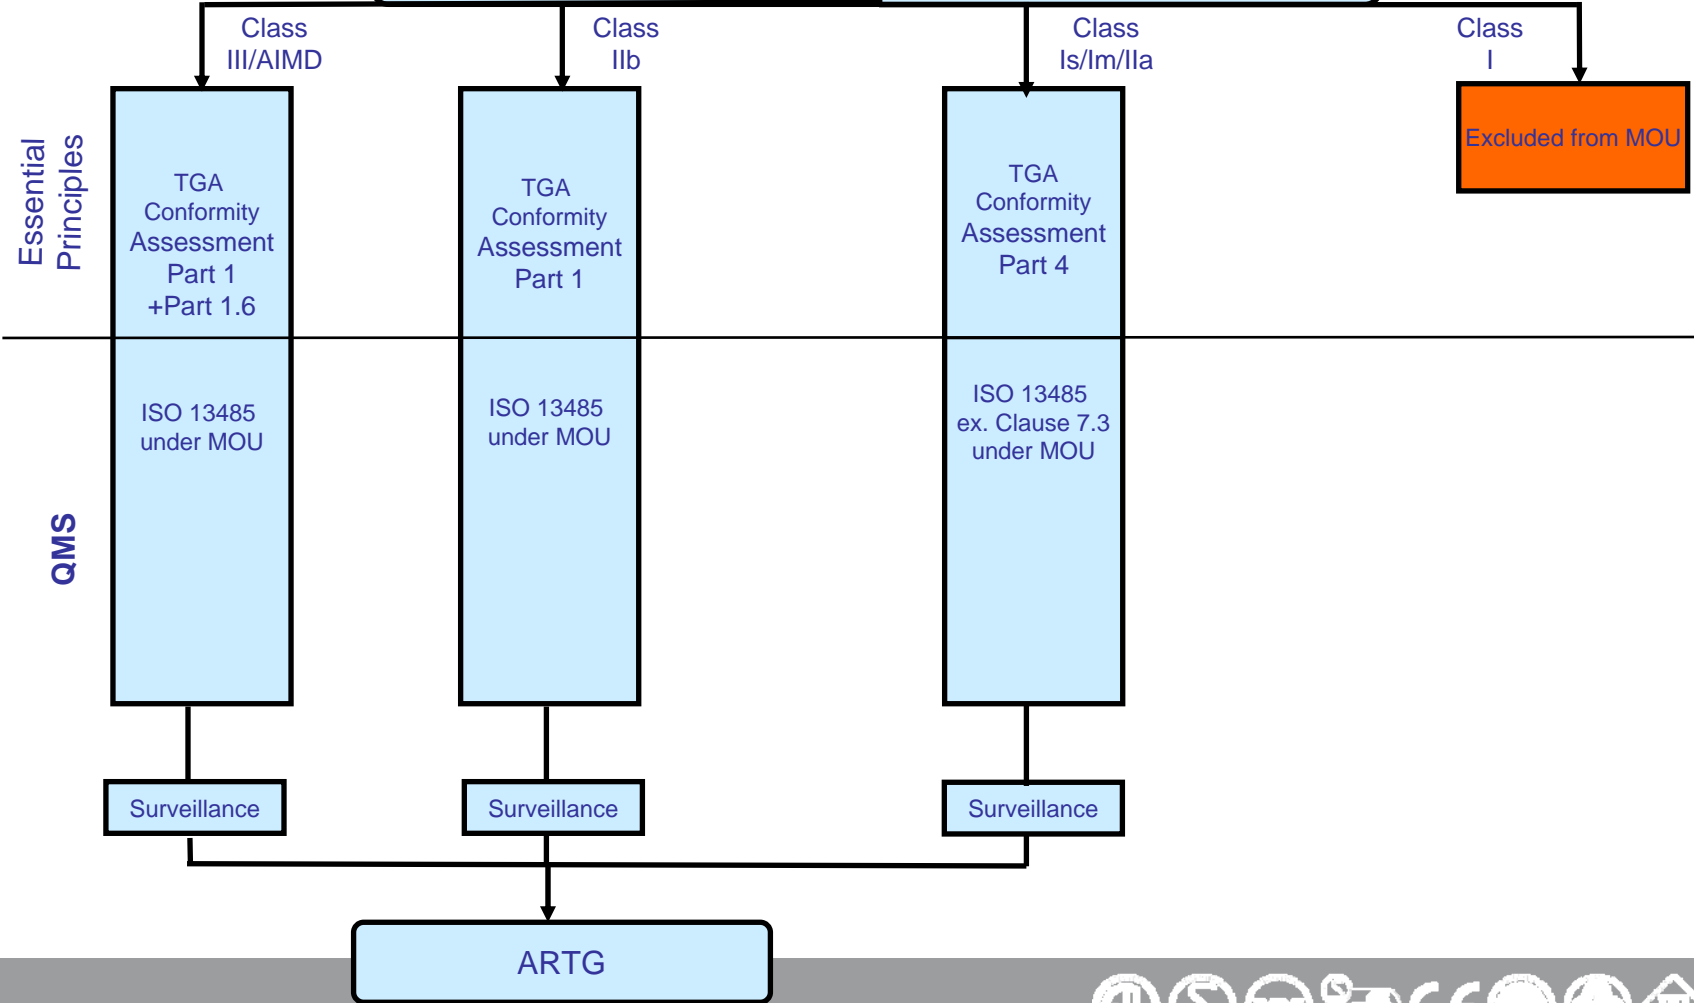 Class
III/AIMD
Class
IIb
Class
Is/Im/IIa
Class
I
Essential
Principles
TGA
Conformity
Assessment
Part 1
+Part 1.6
TGA
Conformity
Assessment
Part 1
TGA
Conformity
Assessment
Part 4
Excluded from MOU
QMS
ISO 13485
under MOU
ISO 13485
under MOU
ISO 13485
ex. Clause 7.3
under MOU
Surveillance
Surveillance
Surveillance
ARTG